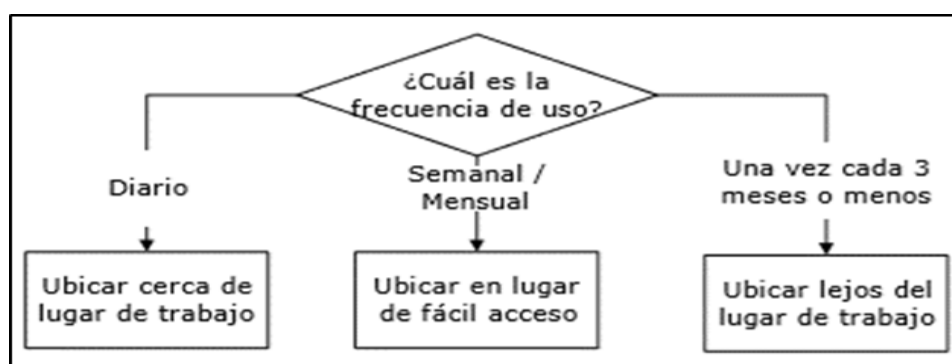 ¿Cuál es la
frecuencia de uso?
Diario
Semanal /
Mensual
Una vez cada 3
meses o menos
Ubicar cerca de
lugar de trabajo
Ubicar en lugar
de fácil acceso
Ubicar lejos del
lugar de trabajo